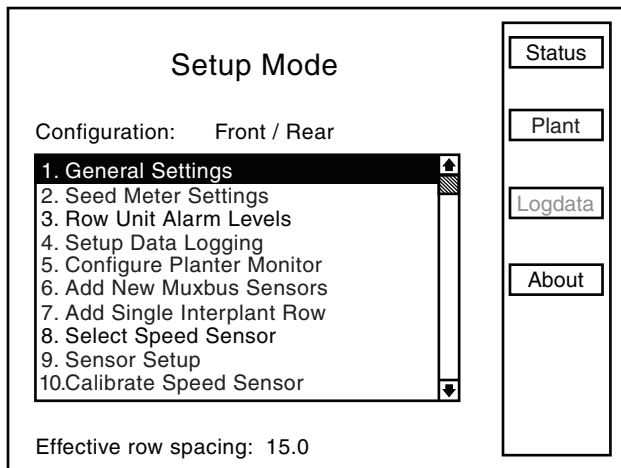 Setup Mode
Configuration: Front / Rear
1. General Settings
2. Seed Meter Settings
3. Row Unit Alarm Levels
4. Setup Data Logging
5. Configure Planter Monitor
6. Add New Muxbus Sensors
7. Add Single Interplant Row
8. Select Speed Sensor
9. Sensor Setup
10.Calibrate Speed Sensor
Effective row spacing: 15.0
Status
Plant
Logdata
About